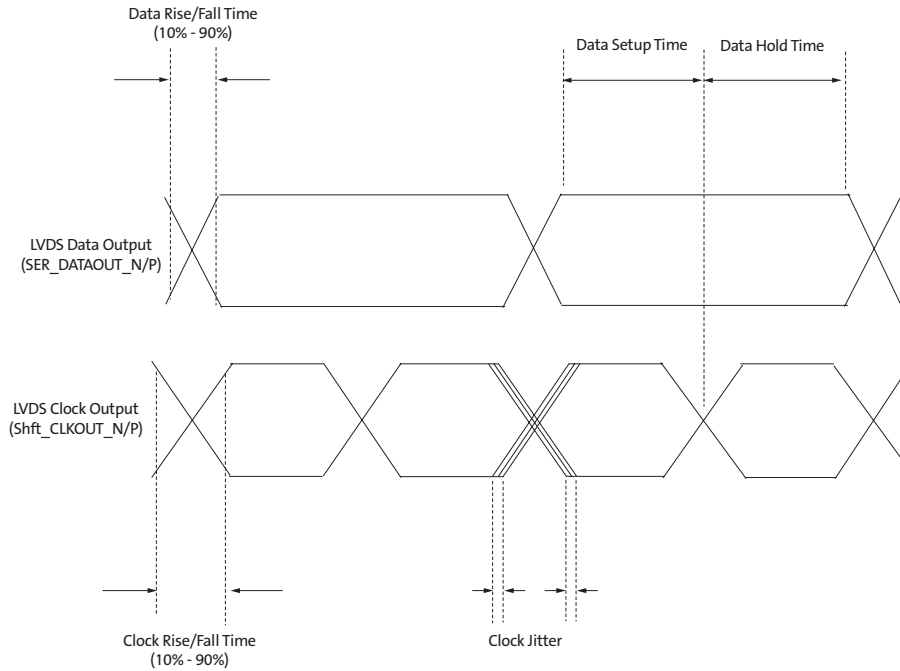 Data Rise/Fall Time
(10% - 90%)
Data Setup Time
Data Hold Time
LVDS Data Output
(SER_DATAOUT_N/P)
LVDS Clock Output
(Shft_CLKOUT_N/P)
Clock Rise/Fall Time
(10% - 90%)
Clock Jitter